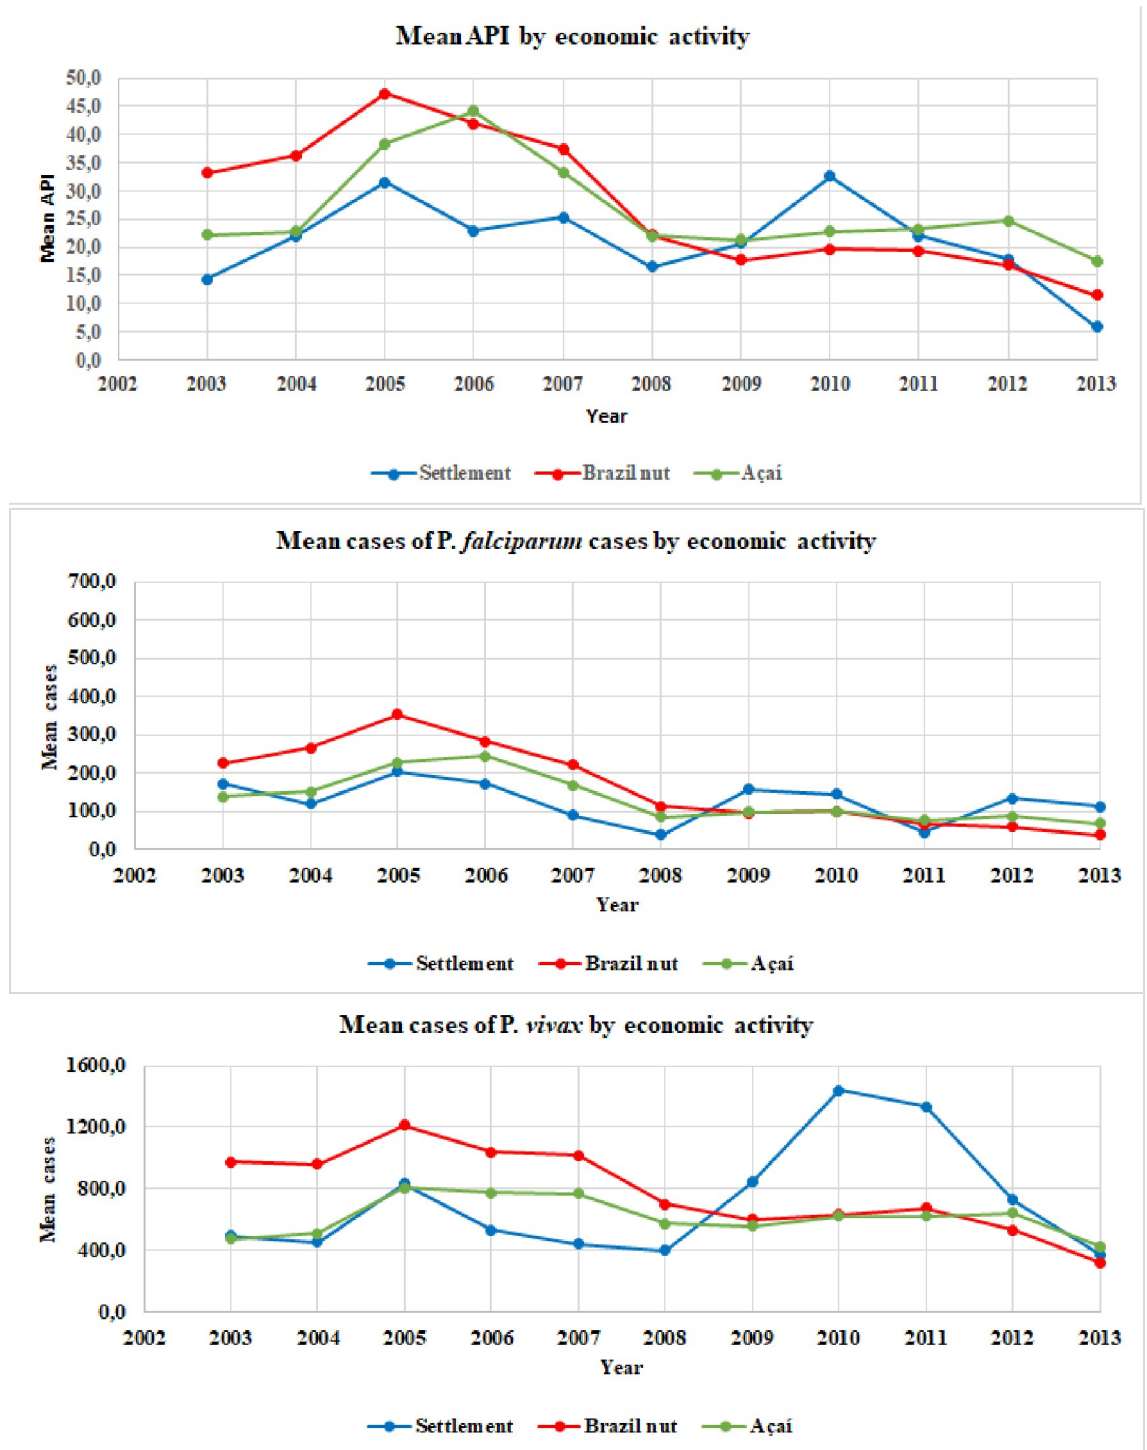 Mean API by economic activity
50,0
45,0
40,0
35,0
30,0
25,0
20,0
15,0
10,0
5,0
0,0
Mean API
2002 2003 2004 2005 2006 2007 2008 2009 2010 2011 2012 2013
Year
Settlement Brazil nut Açaí
Mean cases of P. falciparum cases by economic activity
700,0
600,0
500,0
400,0
300,0
200,0
100,0
0,0
Mean cases
2002 2003 2004 2005 2006 2007 2008 2009 2010 2011 2012 2013
Year
Settlement Brazil nut Açaí
Mean cases of P. vivax by economic activity
1600,0
1200,0
800,0
400,0
0,0
Mean cases
2002 2003 2004 2005 2006 2007 2008 2009 2010 2011 2012 2013
Year
Settlement Brazil nut Açaí